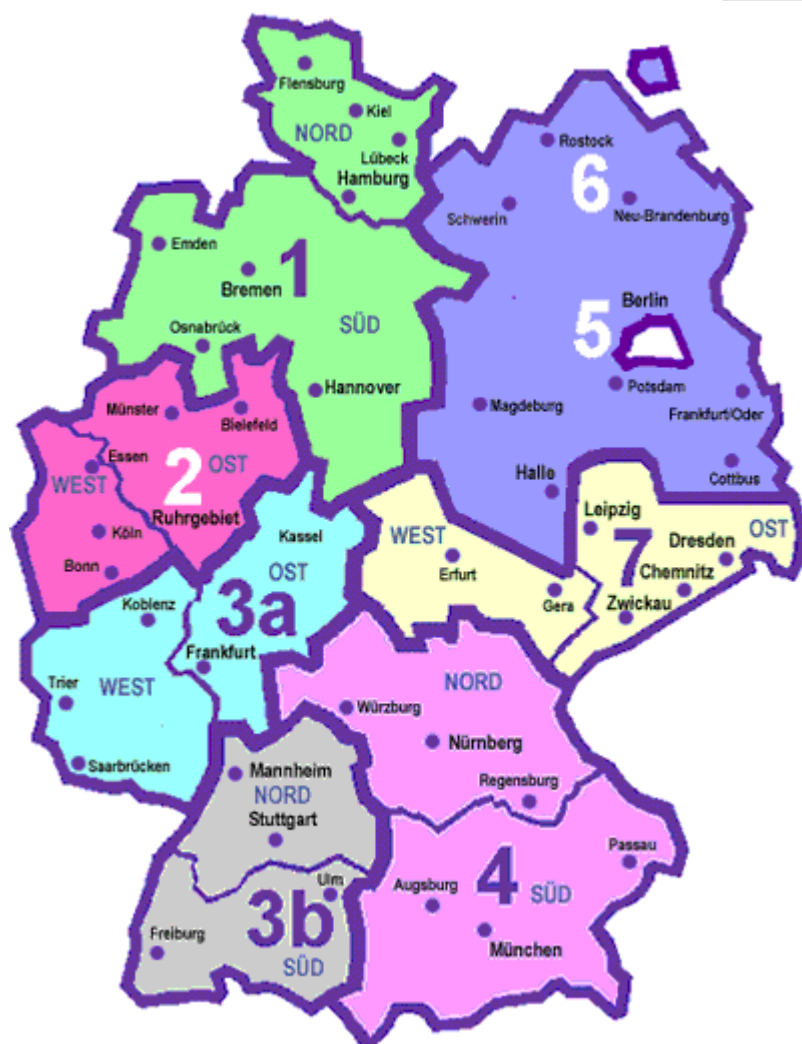 Flensburg
Kiel
NORD
Lübeck
Hamburg
Rostock
6
Schwerin
Neu-Brandenburg
Emden
1
Bremen
SÜD
Osnabrück
Berlin
5
Hannover
Potsdam
Magdeburg
Frankfurt/Oder
Münster
Bielefeld
Essen
2
OST
WEST
Ruhrgebiet
Halle
Cottbus
Köln
Bonn
Kassel
OST
3a
WEST
Erfurt
Gera
Leipzig
7
OST
Dresden
Chemnitz
Zwickau
Koblenz
Frankfurt
WEST
Trier
Saarbrücken
NORD
Würzburg
Nürnberg
Regensburg
Mannheim
NORD
Stuttgart
Passau
Ulm
Augsburg
4
SÜD
München
3b
Freiburg
SÜD